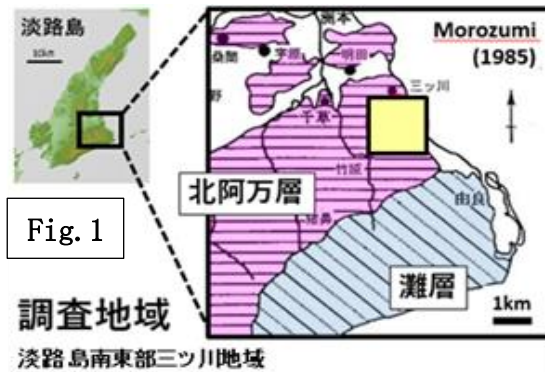 淡路島
10km
Fig. 1
調査地域
淡路島南東部三ツ川地域
Morozumi
(1985)
洲本
桑間
宇原
明田
三ッ川
野
千草
竹原
北阿万層
由良
灘層
1km